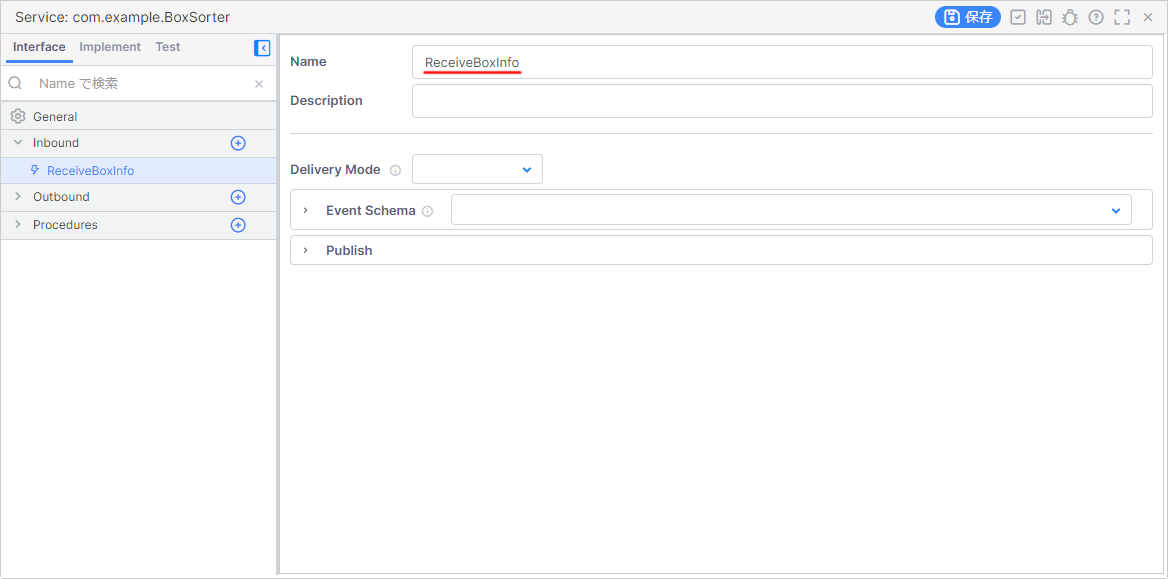 Service: com.example.BoxSorter
保存
Interface Implement Test
Name で検索
General
Inbound
ReceiveBoxInfo
Outbound
Procedures
Name
ReceiveBoxInfo
Description
Delivery Mode
Event Schema
Publish